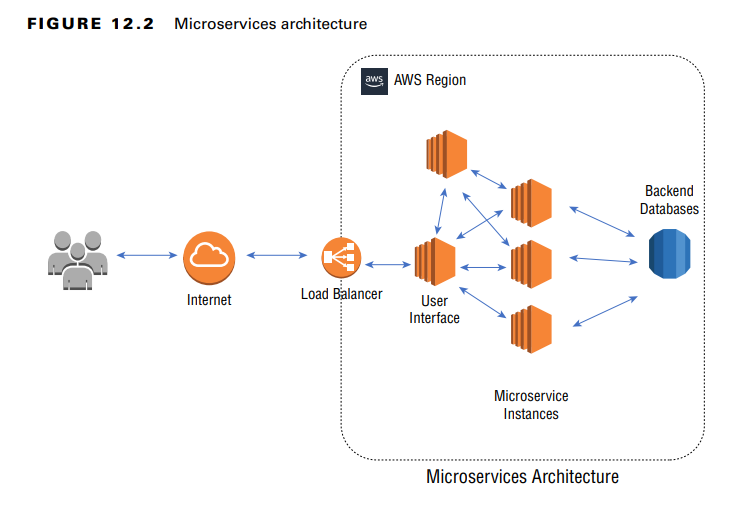 FIGURE 12.2 Microservices architecture
aws AWS Region
Backend
Databases
Internet
Load Balancer
User
Interface
Microservice
Instances
Microservices Architecture